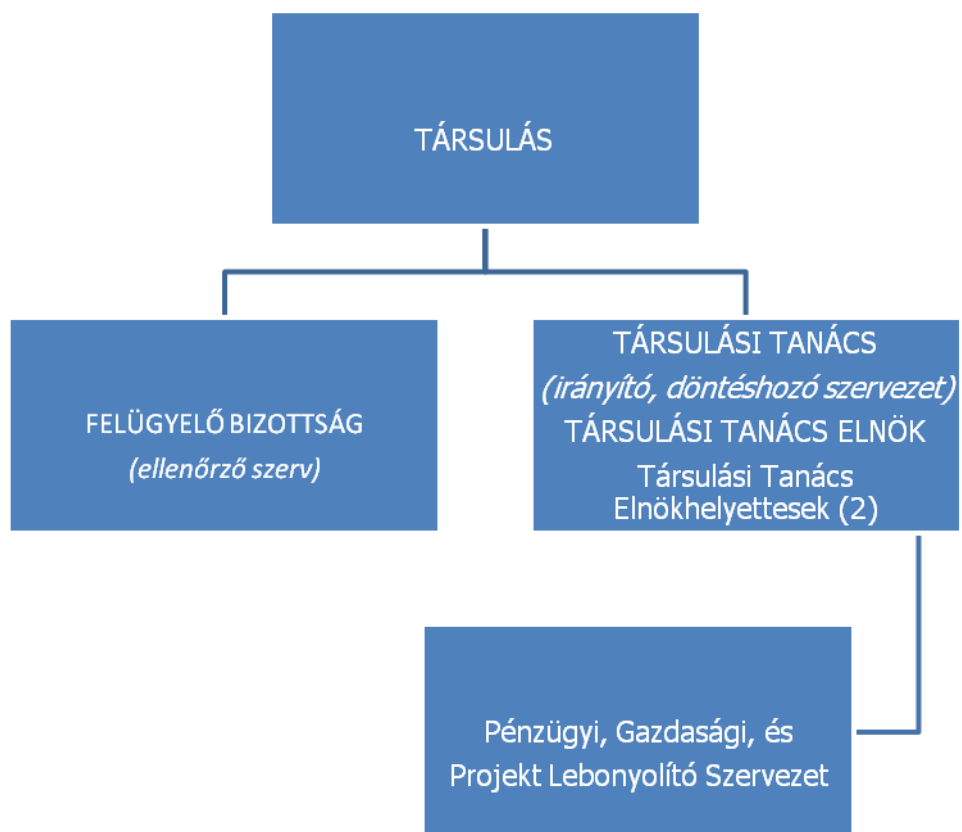 TÁRSULÁS
FELÜGYELŐ BIZOTTSÁG
(ellenőrző szerv)
TÁRSULÁSI TANÁCS
(irányító, döntéshozó szervezet)
TÁRSULÁSI TANÁCS ELNÖK
Társulási Tanács
Elnökhelyettesek (2)
Pénzügyi, Gazdasági, és
Projekt Lebonyolító Szervezet